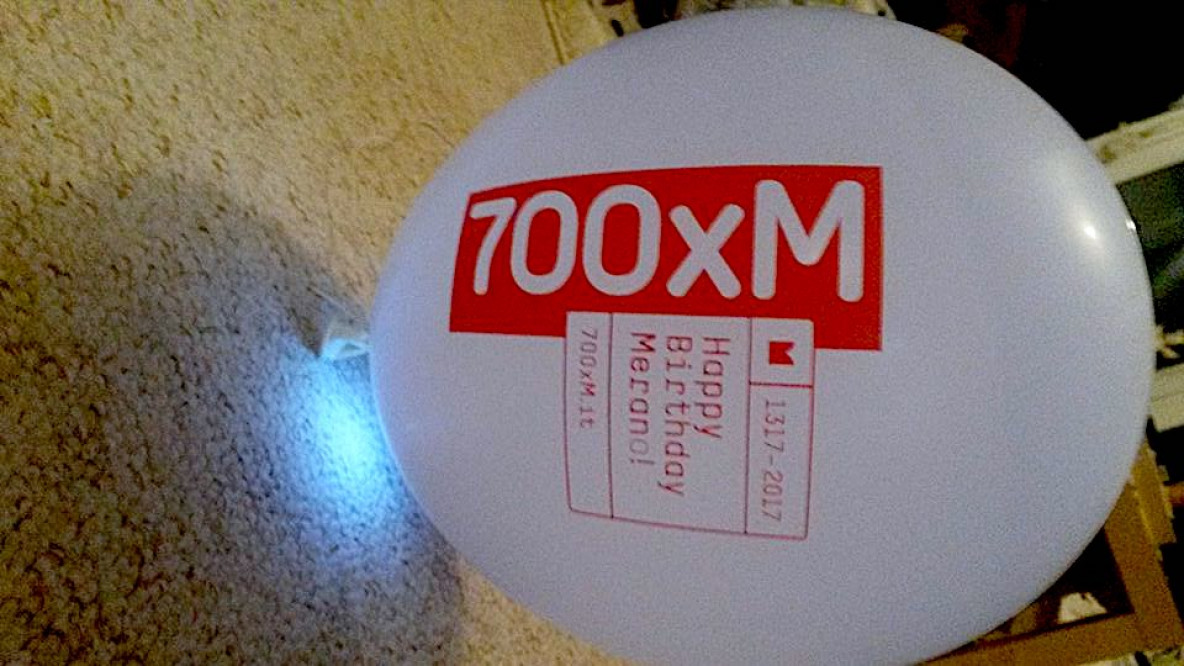 700xM
M
1317-2017
Happy
Birthday
Merano!
700xM.it